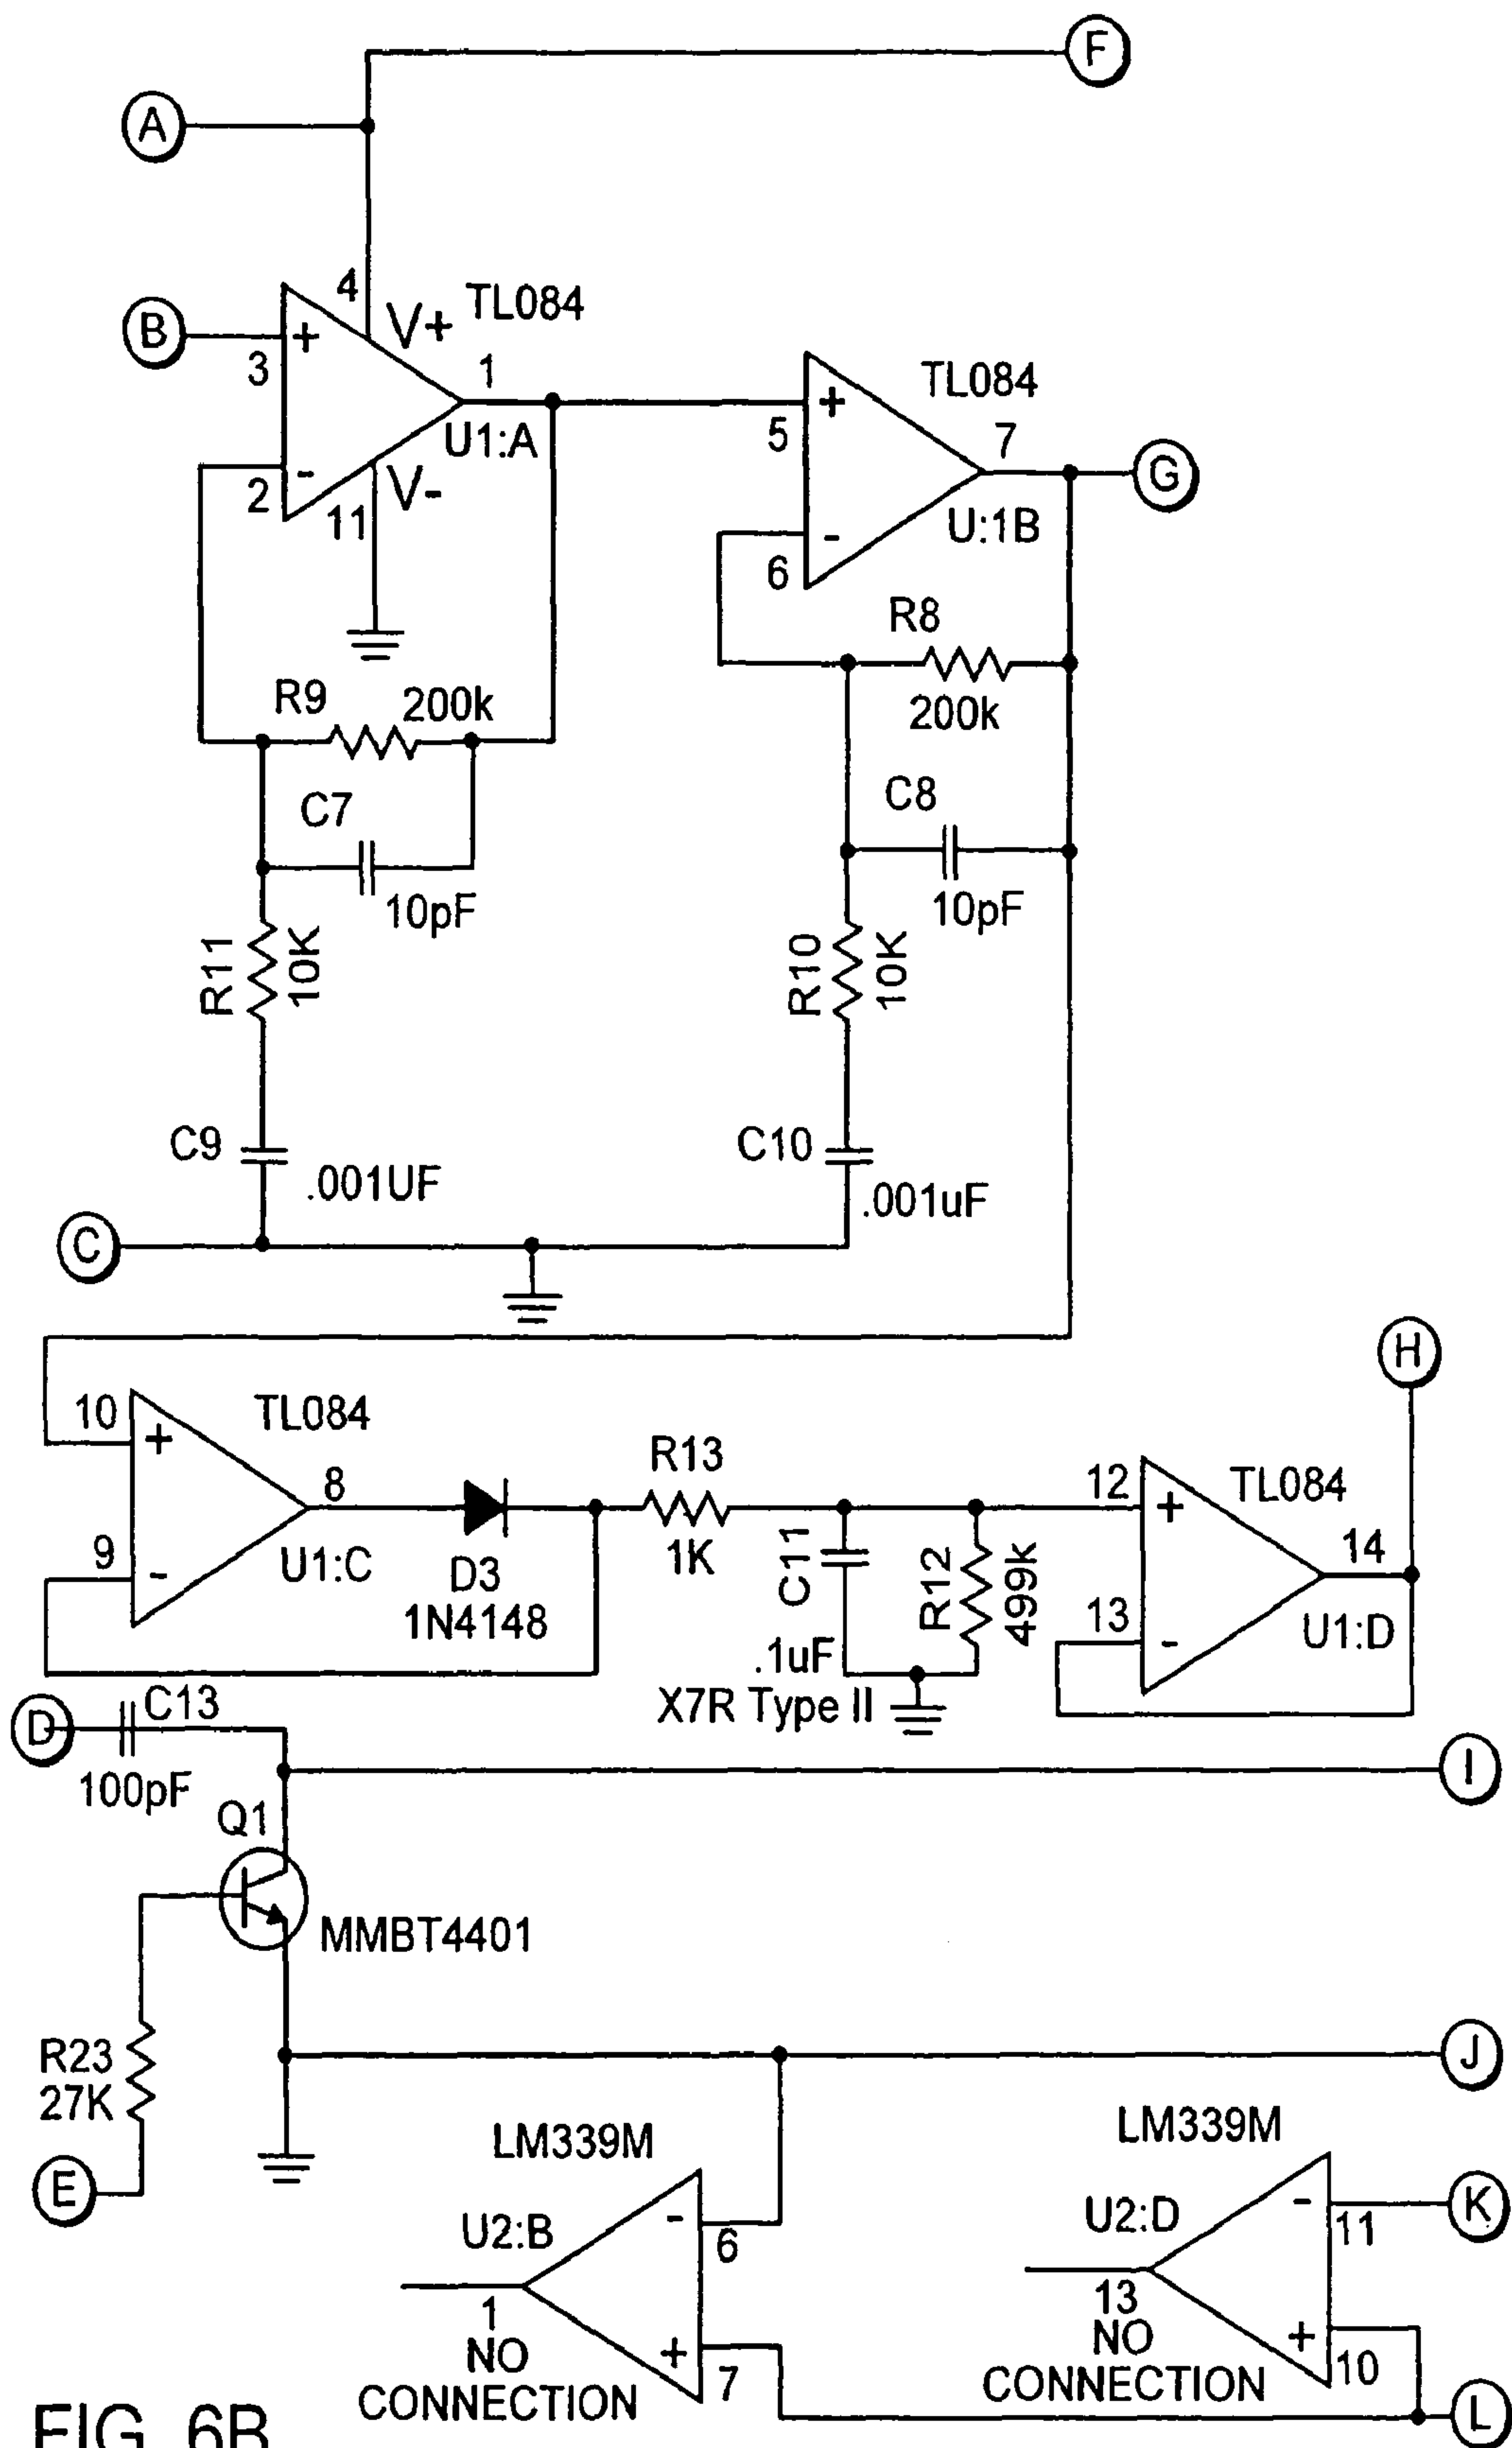 F
A
4
V+
TL084
B
+
3
1
U1:A
-
2
V-
11
TL084
+
5
7
G
-
6
U:1B
R8
200k
R9
200k
C7
10pF
C8
10pF
R11
10K
R10
10K
C9
.001UF
C10
.001uF
C
H
10
+
TL084
8
9
-
U1:C
D3
1N4148
R13
1K
C11
.1uF
X7R Type II
R12
499k
12
+
TL084
14
13
-
U1:D
D
C13
100pF
I
Q1
MMBT4401
R23
27K
E
J
LM339M
U2:B
-
6
1
NO
CONNECTION
+
7
LM339M
U2:D
-
11
K
13
NO
CONNECTION
+
10
L
FIG. 6B